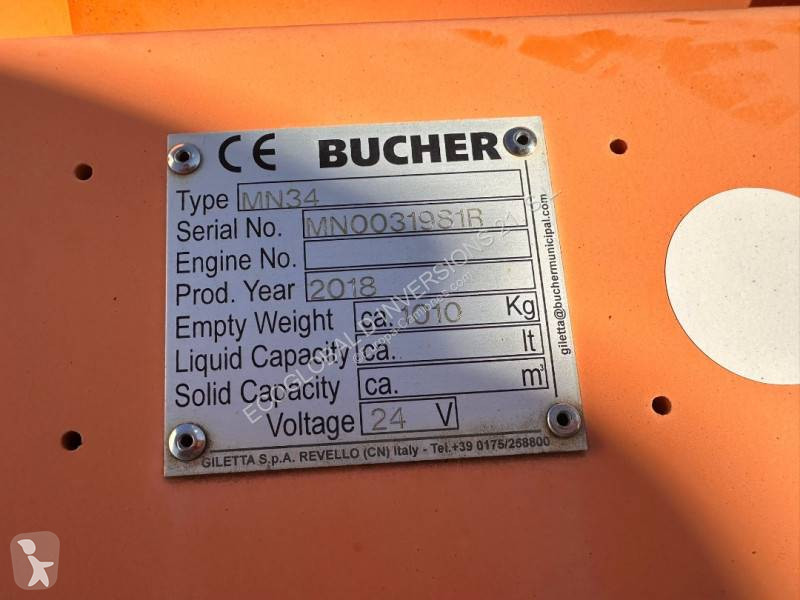 CE BUCHER
Type MN34
Serial No. MN0031981R
Engine No.
Prod. Year 2018
Empty Weight ca. 1010 Kg
Liquid Capacity ca. lt
Solid Capacity ca. m³
Voltage 24 V
GILETTA S.p.A. REVELLO (CN) Italy - Tel.+39 0175/258800
giletta@buchermunicipal.com